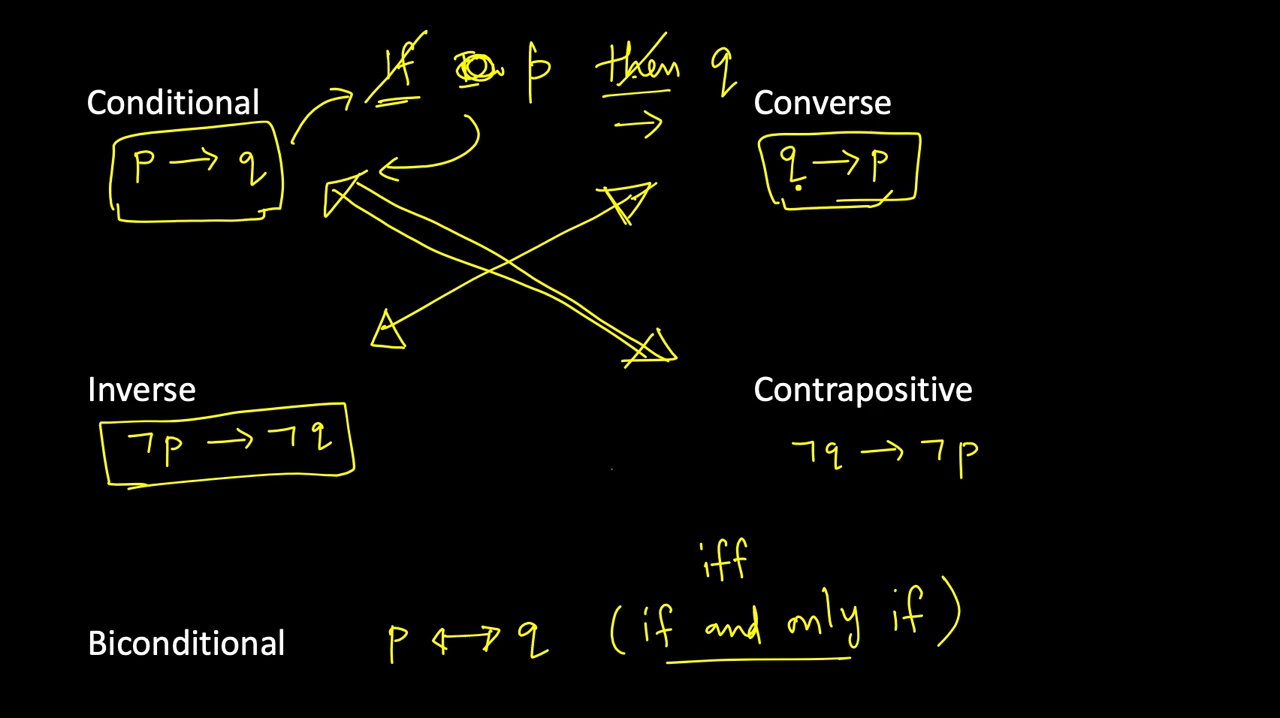 If p then q
→
Conditional
p → q
Converse
q → p
Inverse
¬p → ¬q
Contrapositive
¬q → ¬p
iff
Biconditional p ↔ q (if and only if)